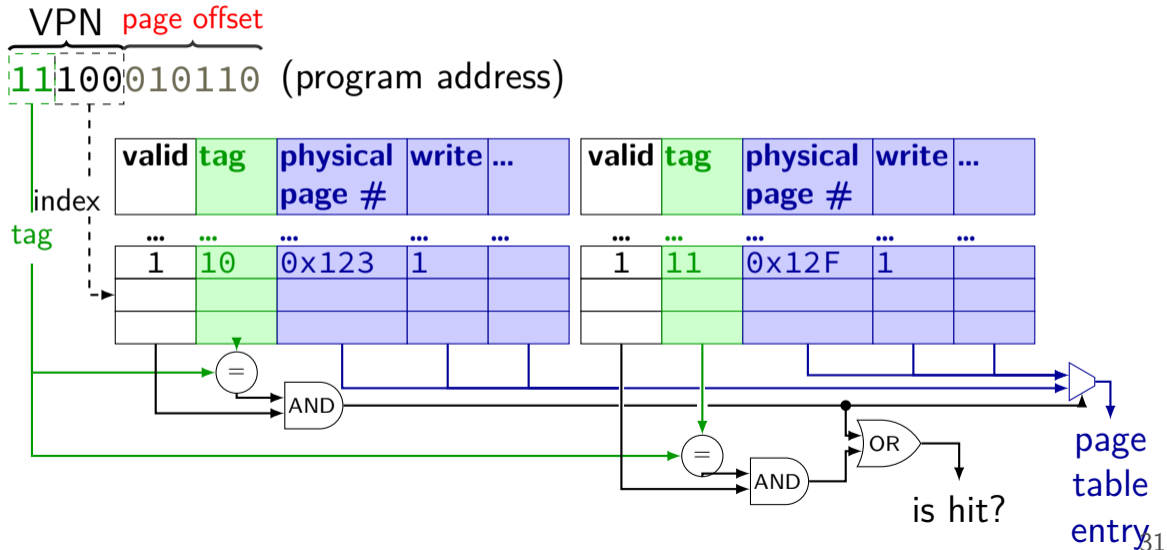 VPN page offset
11100010110 (program address)
valid tag physical page # write ... valid tag physical page # write ...
index
tag
... ... ... ... ... ... ... ... ... ...
1 10 0x123 1 1 11 0x12F 1
=
AND
=
AND
OR
is hit?
page
table
entry
31